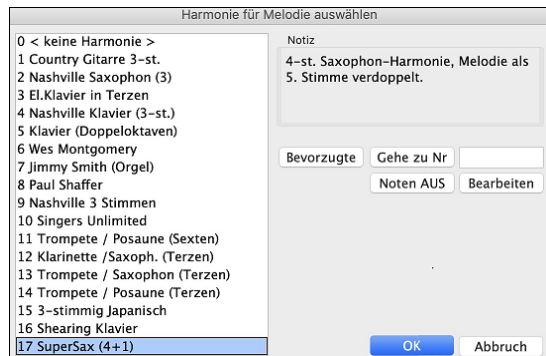 Harmonie für Melodie auswählen
0 < keine Harmonie >
1 Country Gitarre 3-st.
2 Nashville Saxophon (3)
3 El.Klavier in Terzen
4 Nashville Klavier (3-st.)
5 Klavier (Doppeloktaven)
6 Wes Montgomery
7 Jimmy Smith (Orgel)
8 Paul Shaffer
9 Nashville 3 Stimmen
10 Singers Unlimited
11 Trompete / Posaune (Sexten)
12 Klarinette /Saxoph. (Terzen)
13 Trompete / Saxophon (Terzen)
14 Trompete / Posaune (Terzen)
15 3-stimmig Japanisch
16 Shearing Klavier
17 SuperSax (4+1)
Notiz
4-st. Saxophon-Harmonie, Melodie als
5. Stimme verdoppelt.
Bevorzugte Gehe zu Nr
Noten AUS Bearbeiten
OK Abbruch